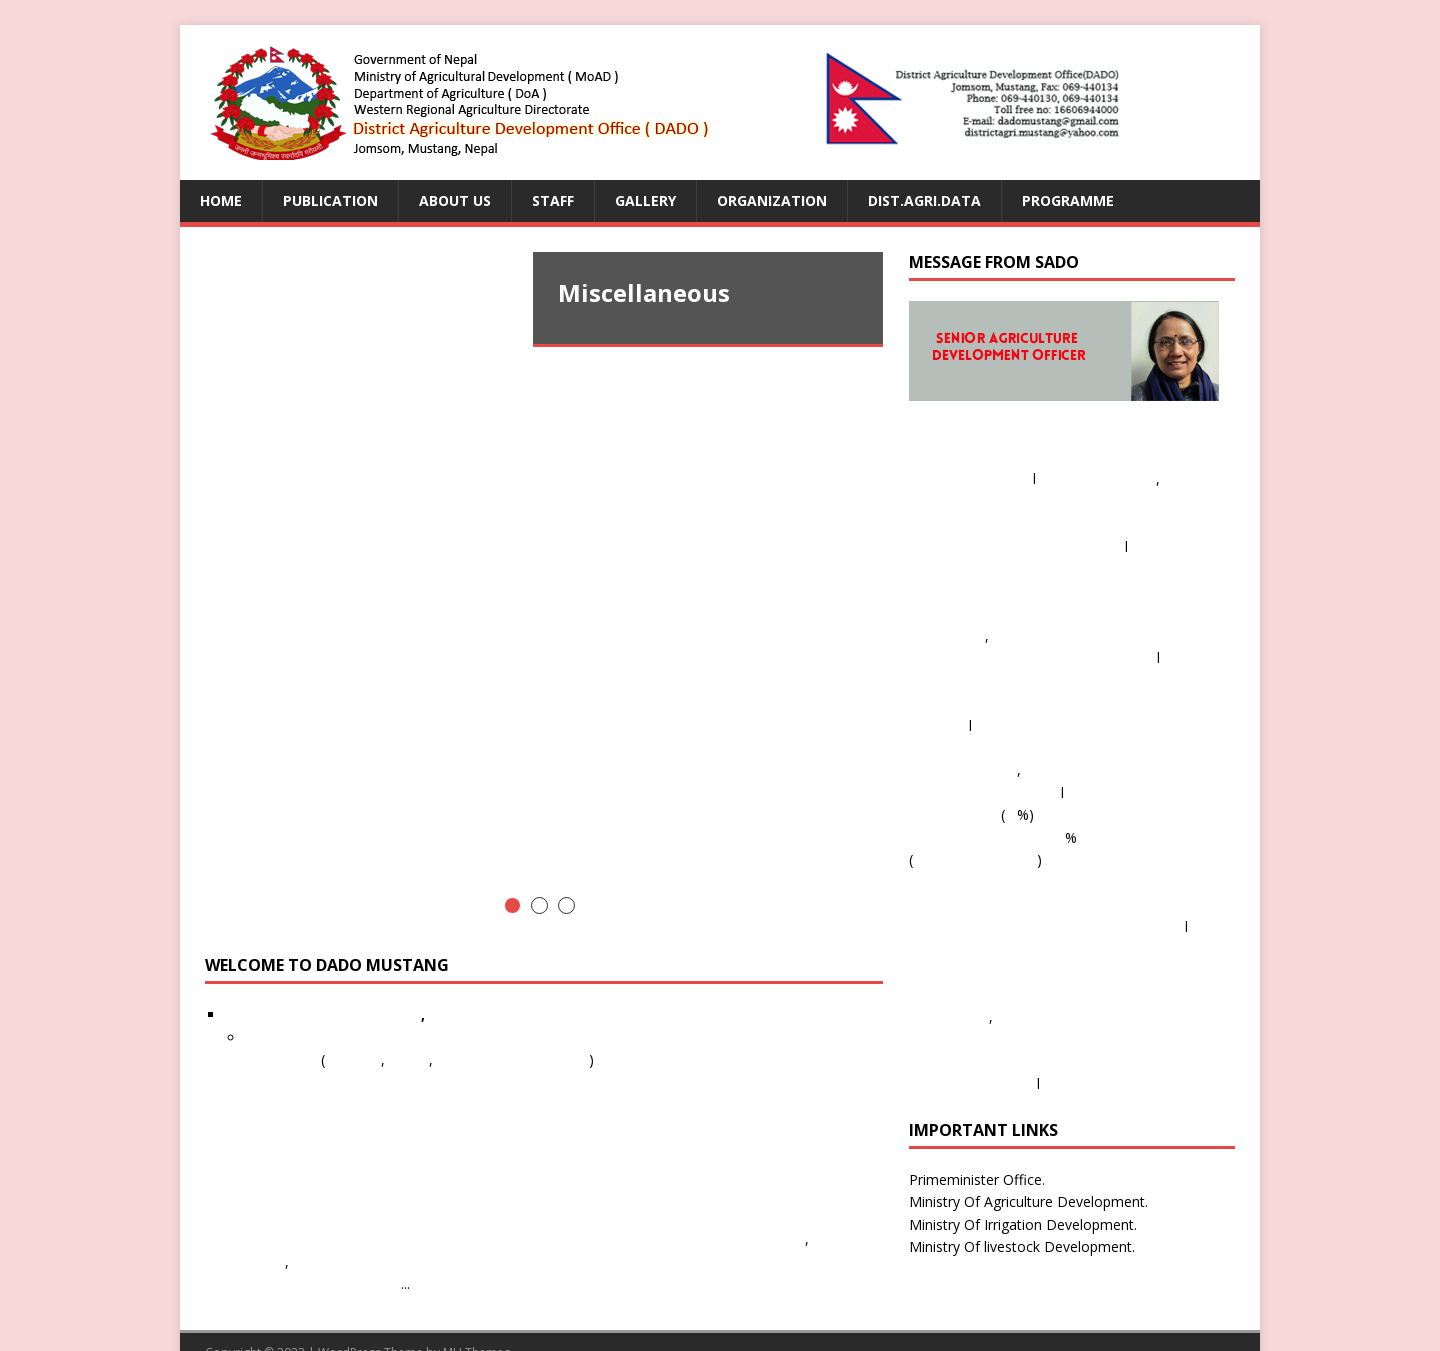 Government of Nepal
Ministry of Agricultural Development ( MoAD )
Department of Agriculture ( DoA )
Western Regional Agriculture Directorate
District Agriculture Development Office ( DADO )
Jomsom, Mustang, Nepal
District Agriculture Development Office(DADO)
Jomsom, Mustang, Fax: 069-440134
Phone: 069-440130, 069-440134
Toll free no: 16606944000
E-mail: dadomustang@gmail.com
districtagri.mustang@yahoo.com
HOME PUBLICATION ABOUT US STAFF GALLERY ORGANIZATION DIST.AGRI.DATA PROGRAMME
Miscellaneous
WELCOME TO DADO MUSTANG
,
( , , )
,
,
...
MESSAGE FROM SADO
SENIOR AGRICULTURE
DEVELOPMENT OFFICER
l ,
l
,
l
l
,
l
( %)
%
( )
l
,
l
IMPORTANT LINKS
Primeminister Office.
Ministry Of Agriculture Development.
Ministry Of Irrigation Development.
Ministry Of livestock Development.
Copyright © 2022 | WordPress Theme by MH Themes